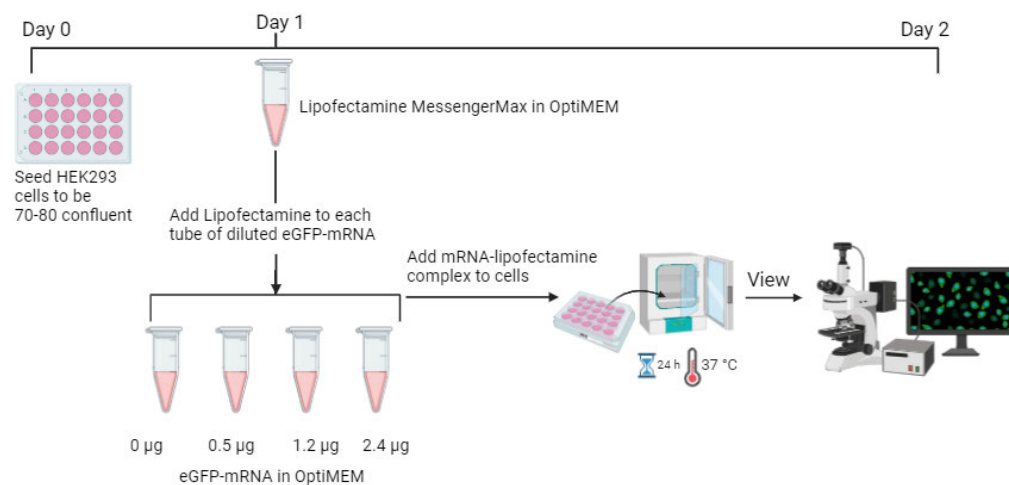 Day 0
Day 1
Day 2
Lipofectamine MessengerMax in OptiMEM
Seed HEK293
cells to be
70-80 confluent
Add Lipofectamine to each
tube of diluted eGFP-mRNA
Add mRNA-lipofectamine
complex to cells
View
24 h
37 °C
0 µg
0.5 µg
1.2 µg
2.4 µg
eGFP-mRNA in OptiMEM